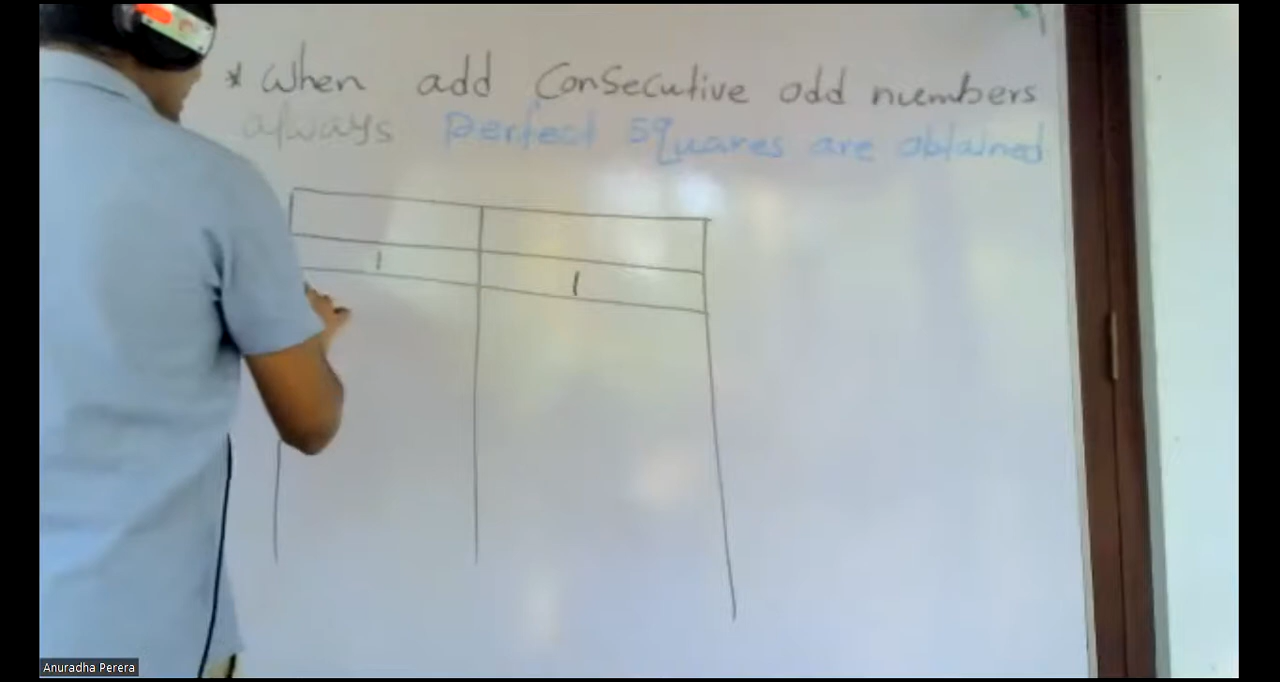 * When add Consecutive odd numbers
always perfect squares are obtained
1 1
Anuradha Perera